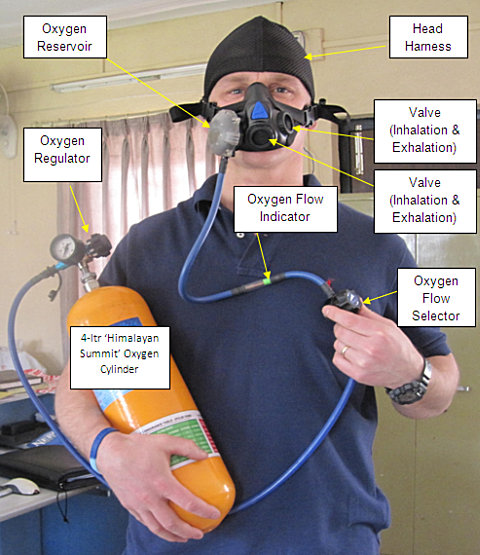 Oxygen
Reservoir
Head
Harness
Oxygen
Regulator
Valve
(Inhalation &
Exhalation)
Valve
(Inhalation &
Exhalation)
Oxygen Flow
Indicator
Oxygen
Flow
Selector
4-ltr 'Himalayan
Summit' Oxygen
Cylinder